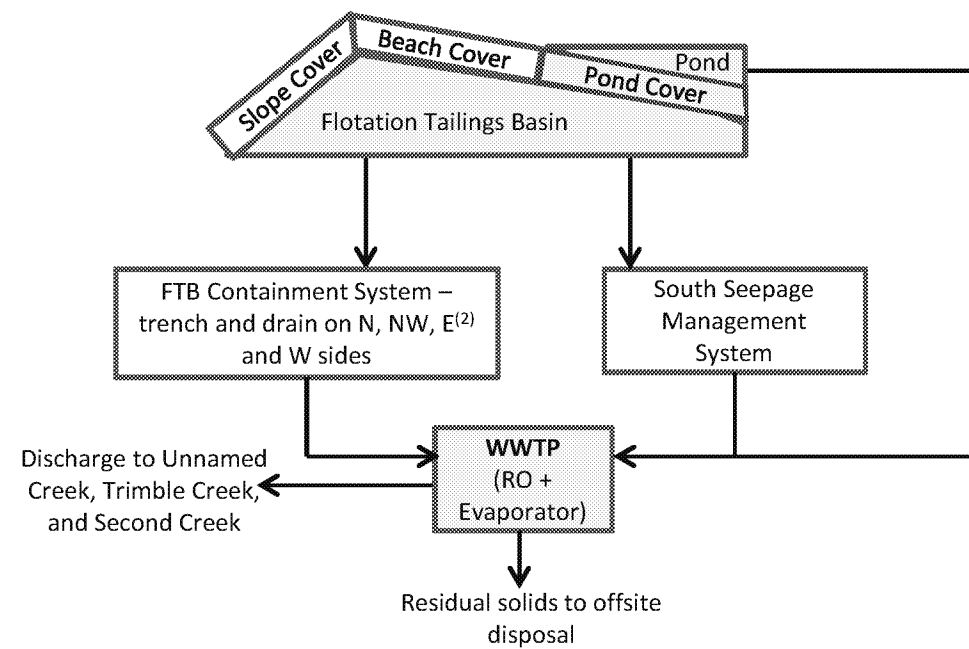 Slope Cover
Beach Cover
Pond
Pond Cover
Flotation Tailings Basin
FTB Containment System –
trench and drain on N, NW, E(2)
and W sides
South Seepage
Management
System
WWTP
(RO +
Evaporator)
Discharge to Unnamed
Creek, Trimble Creek,
and Second Creek
Residual solids to offsite
disposal